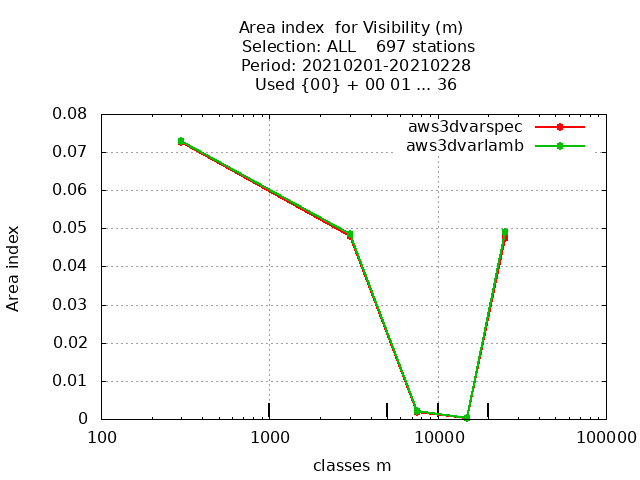 Area index  for Visibility (m)
Selection: ALL    697 stations
Period: 20210201-20210228
Used {00} + 00 01 ... 36
aws3dvarspec
aws3dvarlamb
0.08
0.07
0.06
0.05
0.04
0.03
0.02
0.01
0
Area index
100 1000 10000 100000
classes m